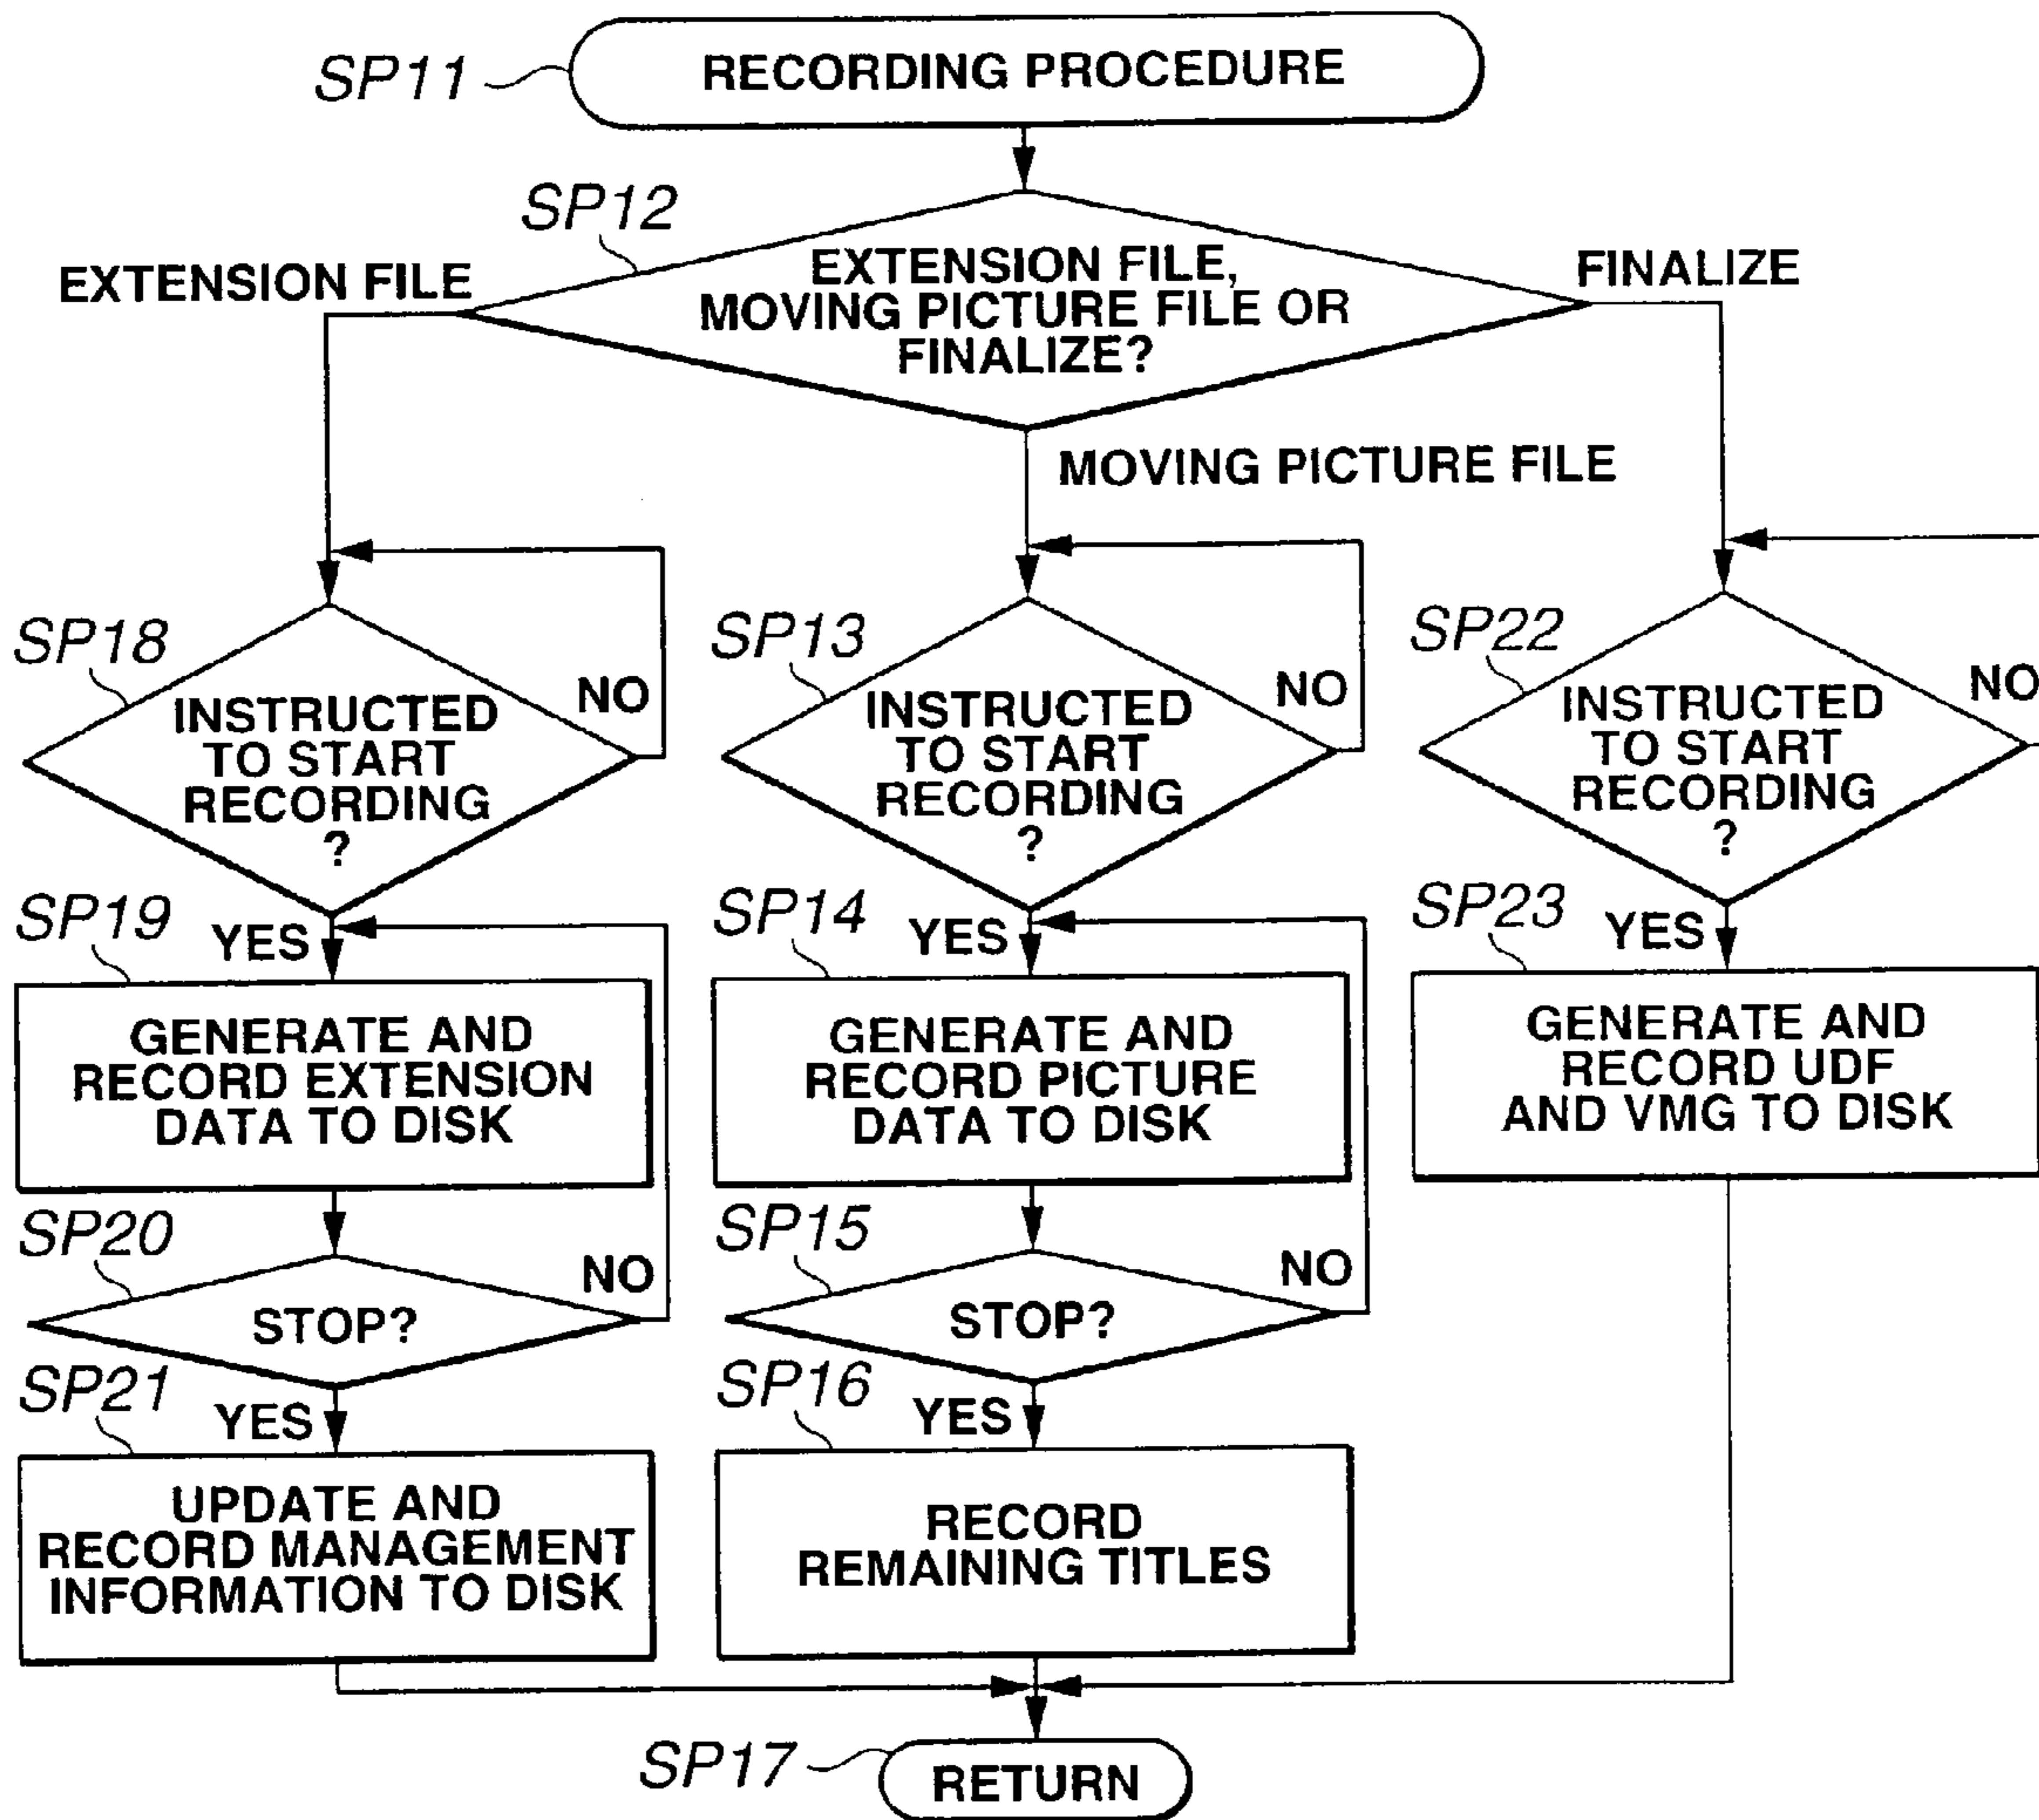 SP11
RECORDING PROCEDURE
SP12
EXTENSION FILE
EXTENSION FILE,
MOVING PICTURE FILE OR
FINALIZE?
FINALIZE
MOVING PICTURE FILE
SP18
INSTRUCTED
TO START
RECORDING
?
NO
SP13
INSTRUCTED
TO START
RECORDING
?
NO
SP22
INSTRUCTED
TO START
RECORDING
?
NO
SP19
YES
GENERATE AND
RECORD EXTENSION
DATA TO DISK
SP14
YES
GENERATE AND
RECORD PICTURE
DATA TO DISK
SP23
YES
GENERATE AND
RECORD UDF
AND VMG TO DISK
SP20
STOP?
NO
SP15
STOP?
NO
SP21
YES
UPDATE AND
RECORD MANAGEMENT
INFORMATION TO DISK
SP16
YES
RECORD
REMAINING TITLES
SP17
RETURN